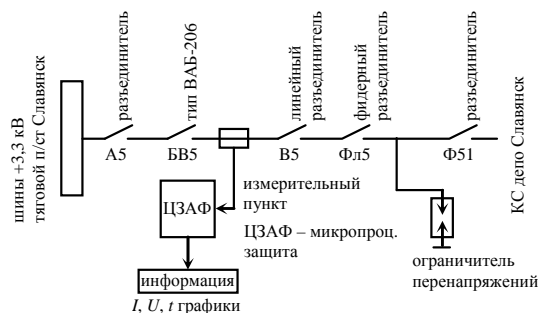 шины +3,3 кВ
тяговой п/ст Славянск
разъединитель
А5
тип ВАБ-206
БВ5
линейный
разъединитель
В5
фидерный
разъединитель
Фл5
разъединитель
Ф51
КС депо Славянск
измерительный
пункт
ЦЗАФ
ЦЗАФ – микропроц.
защита
информация
I, U, t графики
ограничитель
перенапряжений